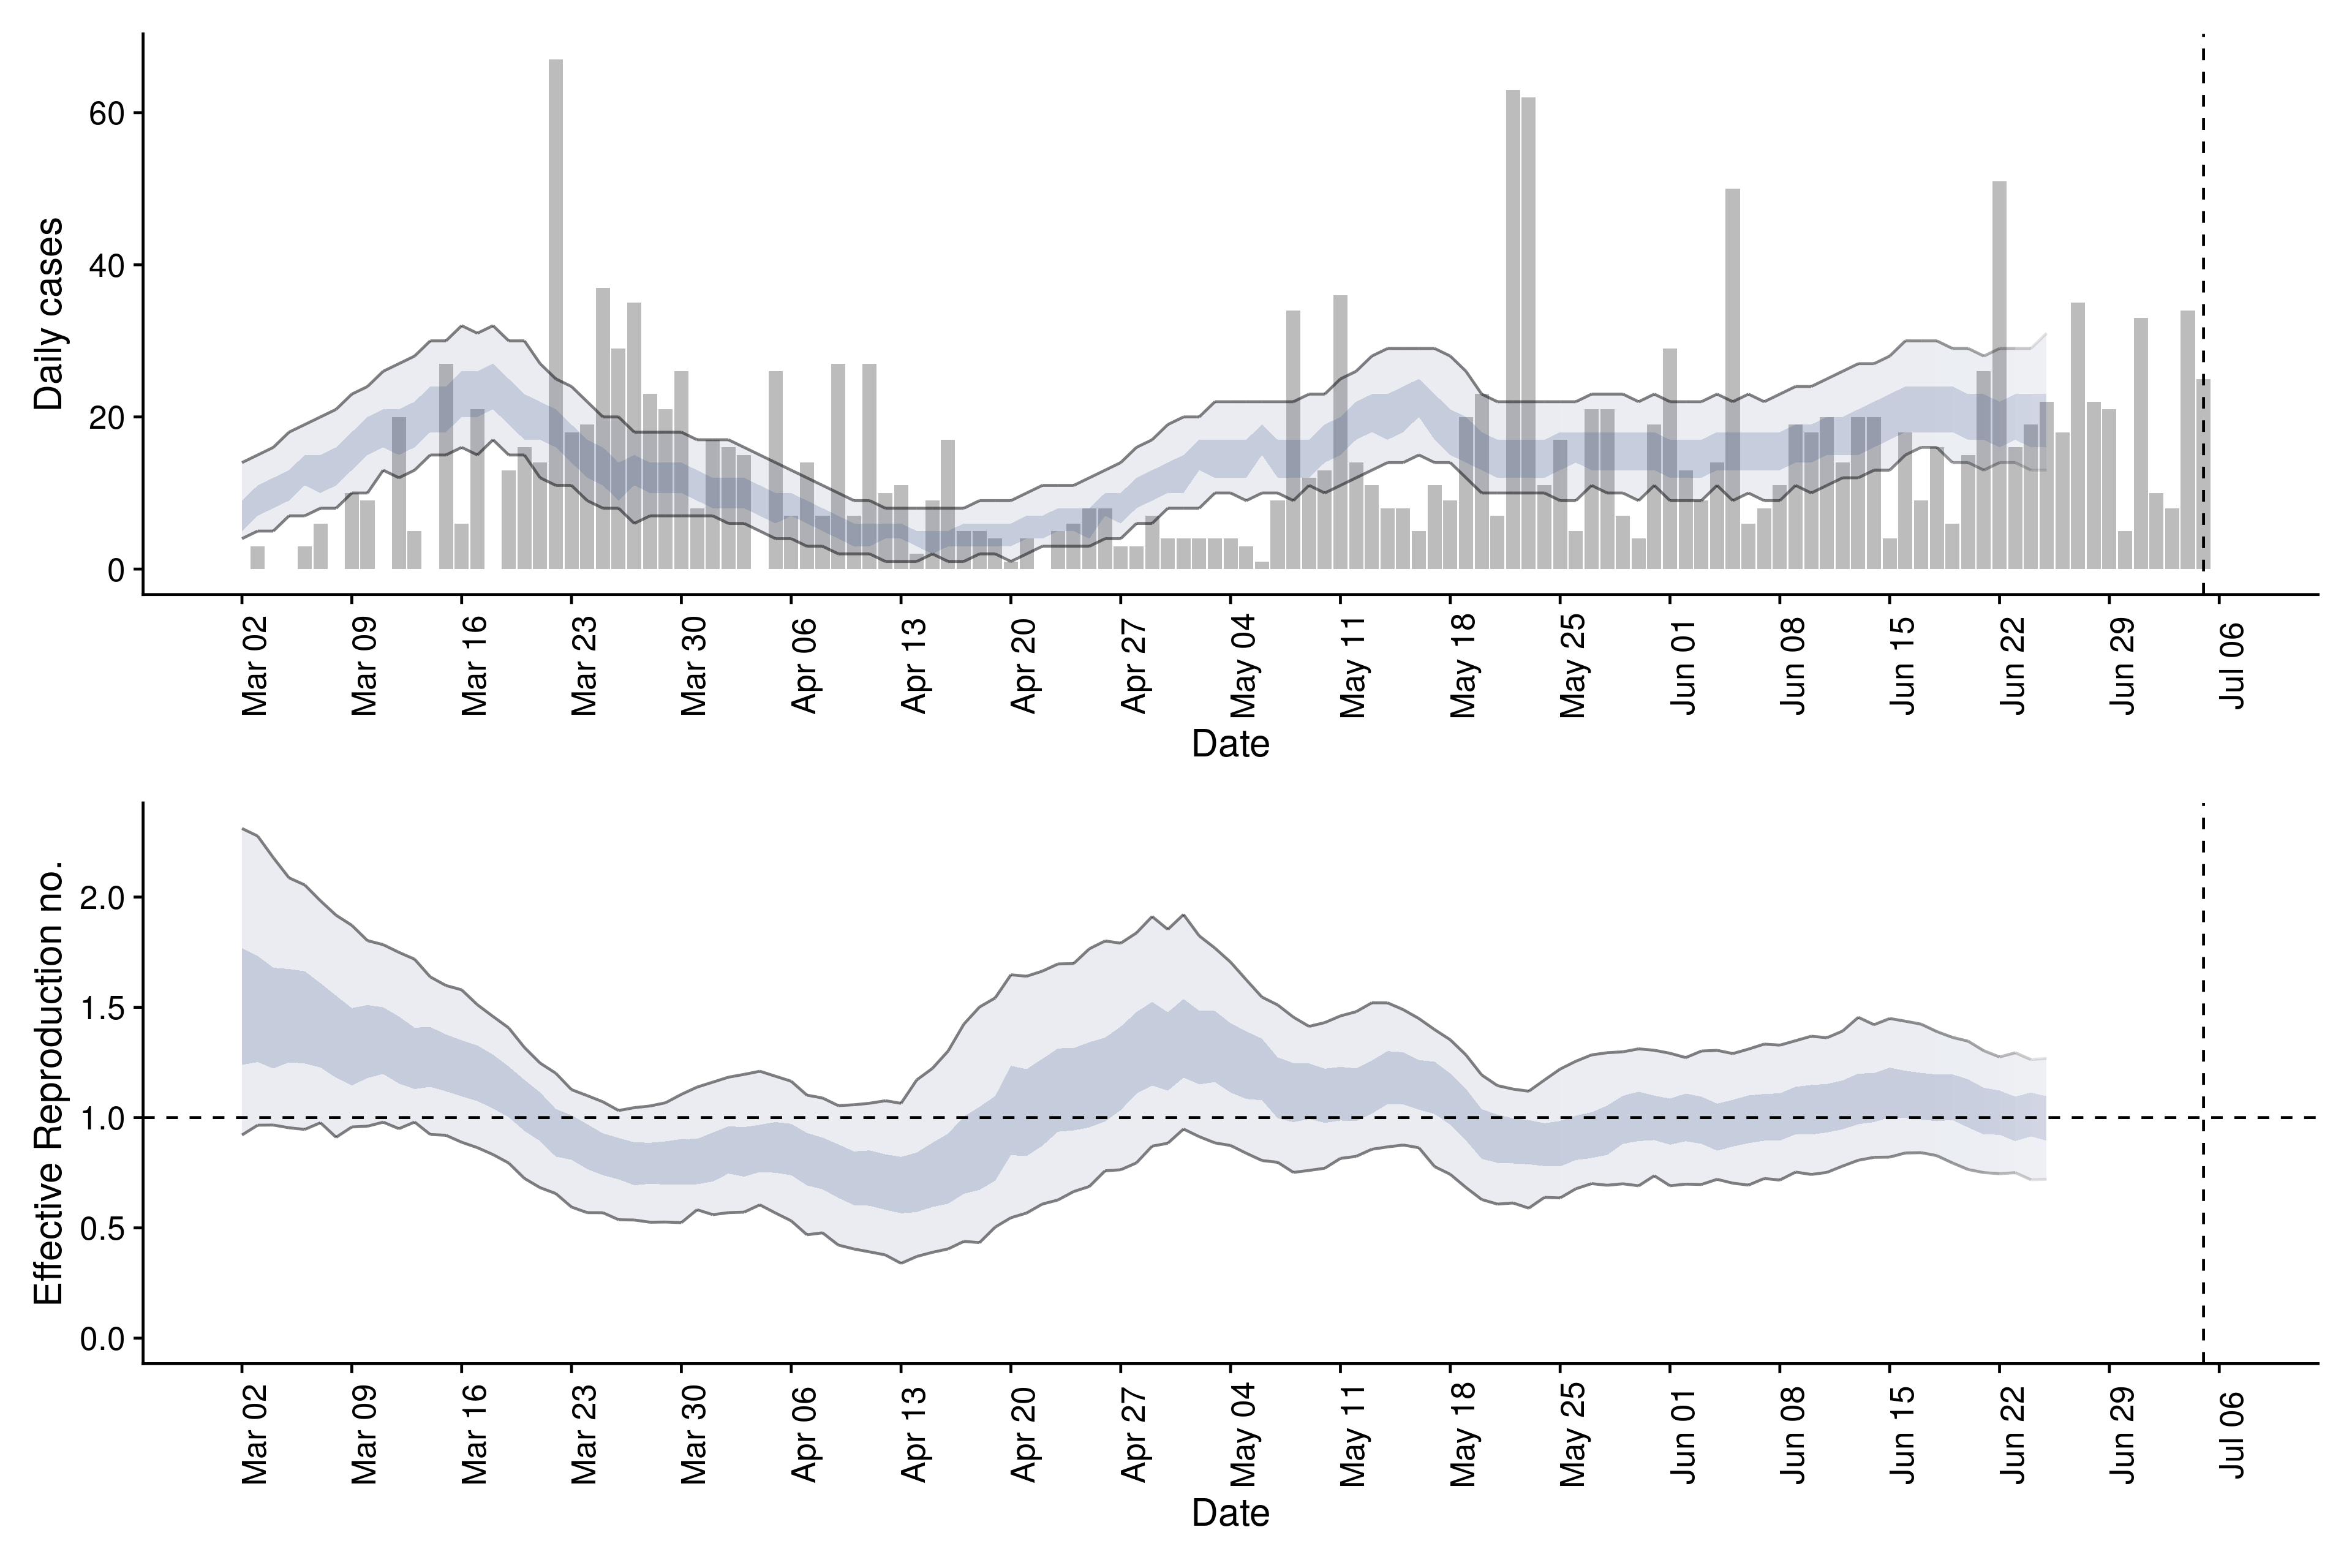 Daily cases
60
40
20
0
Mar 02
Mar 09
Mar 16
Mar 23
Mar 30
Apr 06
Apr 13
Apr 20
Apr 27
May 04
May 11
May 18
May 25
Jun 01
Jun 08
Jun 15
Jun 22
Jun 29
Jul 06
Date
Effective Reproduction no.
2.0
1.5
1.0
0.5
0.0
Mar 02
Mar 09
Mar 16
Mar 23
Mar 30
Apr 06
Apr 13
Apr 20
Apr 27
May 04
May 11
May 18
May 25
Jun 01
Jun 08
Jun 15
Jun 22
Jun 29
Jul 06
Date